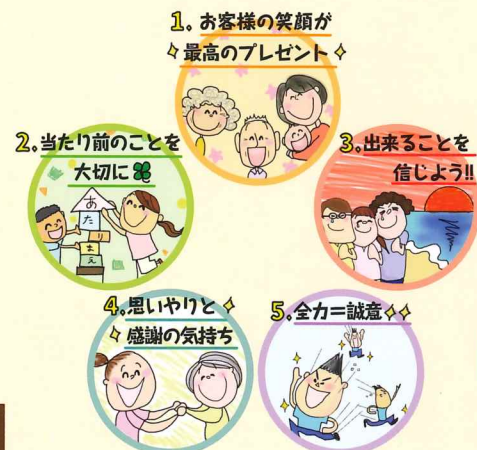 1. お客様の笑顔が
最高のプレゼント
2. 当たり前のことを
大切に
あ
た
り
ま
え
3. 出来ることを
信じよう!!
4. 思いやりと
感謝の気持ち
5. 全力=誠意